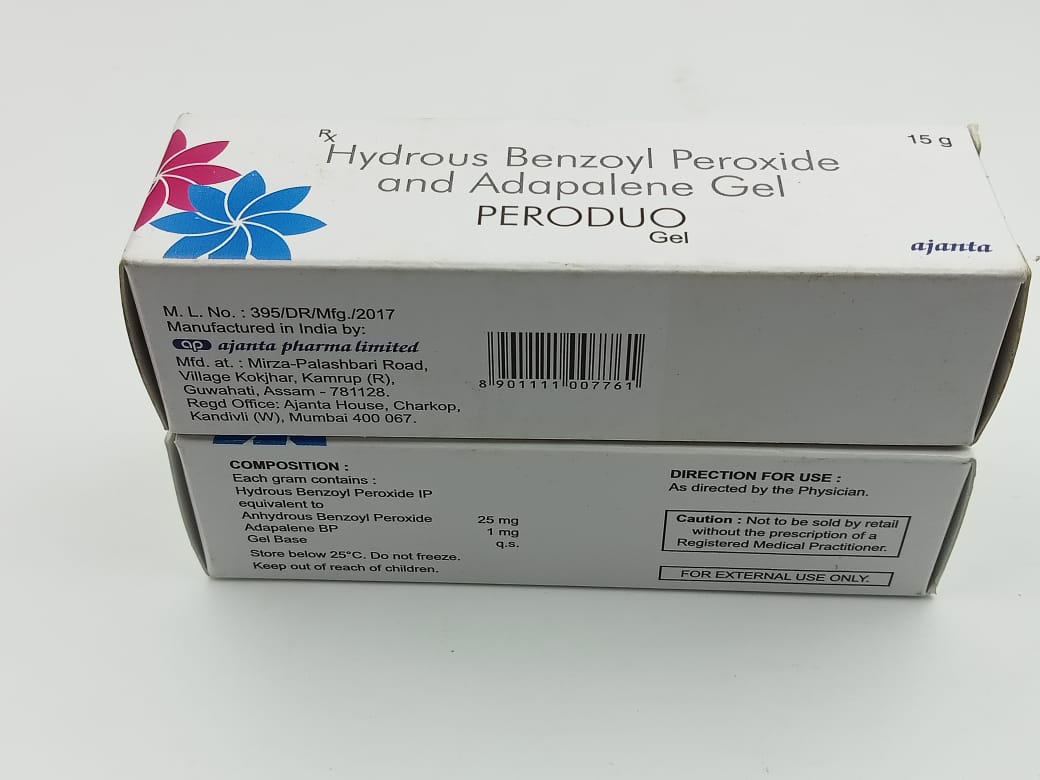 Rx
Hydrous Benzoyl Peroxide
and Adapalene Gel
PERODUO
Gel
15 g
ajanta
M. L. No. : 395/DR/Mfg./2017
Manufactured in India by:
ap ajanta pharma limited
Mfd. at. : Mirza-Palashbari Road,
Village Kokjhar, Kamrup (R),
Guwahati, Assam - 781128.
Regd Office: Ajanta House, Charkop,
Kandivli (W), Mumbai 400 067.
8 901111 007761
COMPOSITION :
Each gram contains :
Hydrous Benzoyl Peroxide IP
equivalent to
Anhydrous Benzoyl Peroxide 25 mg
Adapalene BP 1 mg
Gel Base q.s.
Store below 25°C. Do not freeze.
Keep out of reach of children.
DIRECTION FOR USE :
As directed by the Physician.
Caution : Not to be sold by retail
without the prescription of a
Registered Medical Practitioner.
FOR EXTERNAL USE ONLY.